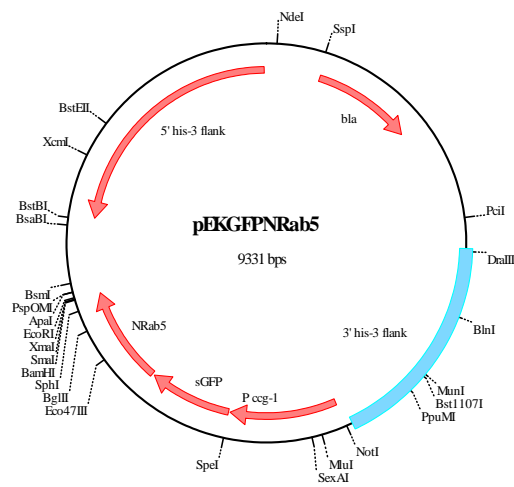 NdeI
SspI
bla
BstEII
5' his-3 flank
XcmI
BstBI
BsaBI
PciI
pEKGFPNRab5
9331 bps
DraIII
BsmI
PspOMI
ApaI
EcoRI
XmaI
SmaI
BamHI
SphI
BglII
Eco47III
NRab5
3' his-3 flank
BlnI
sGFP
P ccg-1
MunI
Bst1107I
PpuMI
SpeI
NotI
MluI
SexAI